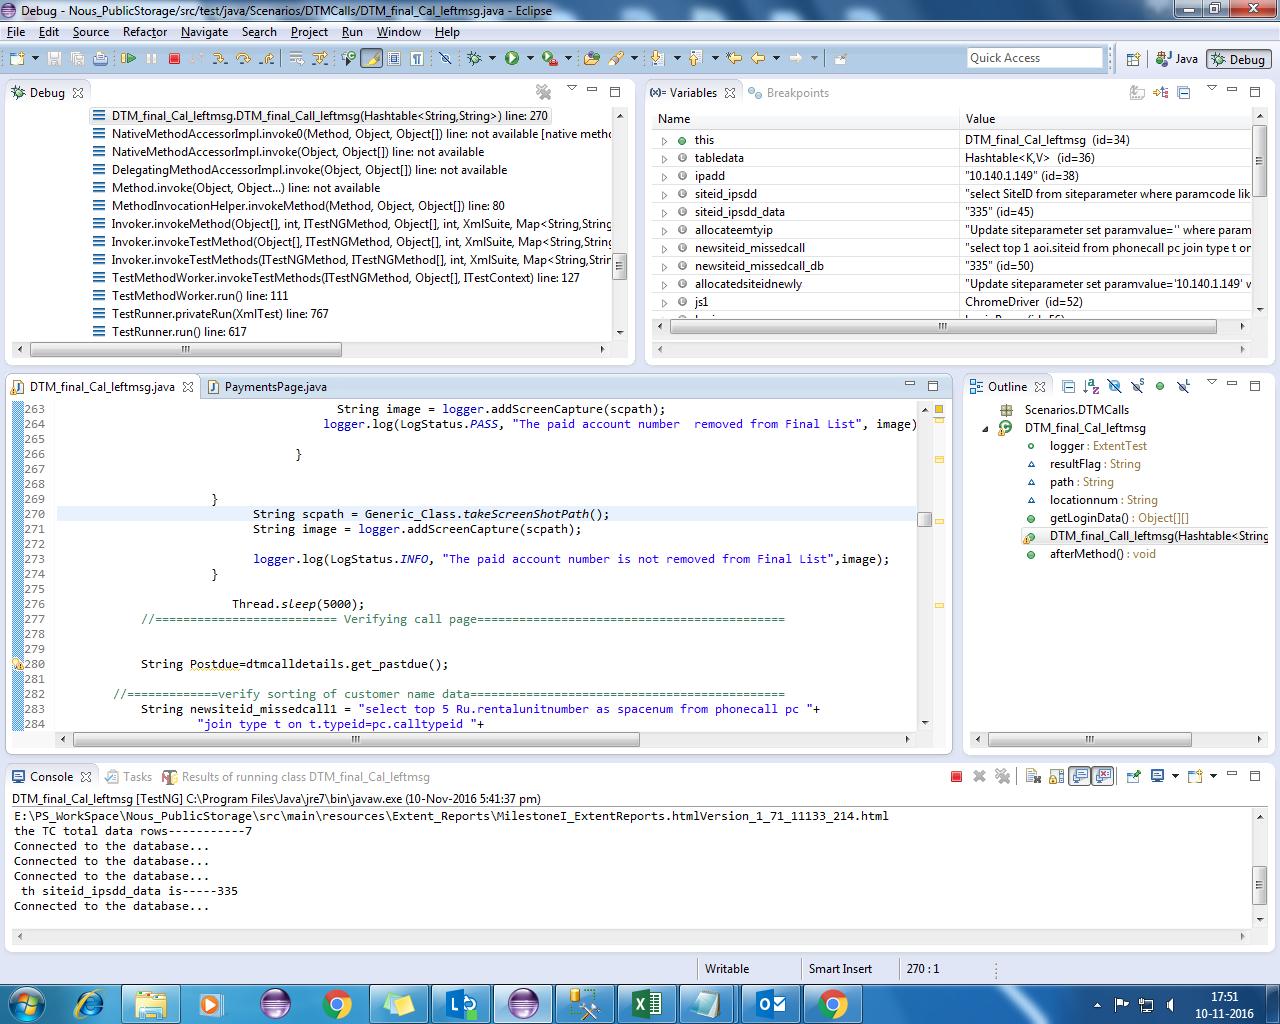 Debug - Nous_PublicStorage/src/test/java/Scenarios/DTMCalls/DTM_final_Cal_leftmsg.java - Eclipse
File Edit Source Refactor Navigate Search Project Run Window Help
Quick Access Java Debug
Debug
DTM_final_Cal_leftmsg.DTM_final_Call_leftmsg(Hashtable<String,String>) line: 270
NativeMethodAccessorImpl.invoke0(Method, Object, Object[]) line: not available [native metho
NativeMethodAccessorImpl.invoke(Object, Object[]) line: not available
DelegatingMethodAccessorImpl.invoke(Object, Object[]) line: not available
Method.invoke(Object, Object...) line: not available
MethodInvocationHelper.invokeMethod(Method, Object, Object[]) line: 80
Invoker.invokeMethod(Object[], int, ITestNGMethod, Object[], int, XmlSuite, Map<String,String
Invoker.invokeTestMethod(Object[], ITestNGMethod, Object[], int, XmlSuite, Map<String,String
Invoker.invokeTestMethods(ITestNGMethod, ITestNGMethod[], int, XmlSuite, Map<String,Strin
TestMethodWorker.invokeTestMethods(ITestNGMethod, Object[], ITestContext) line: 127
TestMethodWorker.run() line: 111
TestRunner.privateRun(XmlTest) line: 767
TestRunner.run() line: 617
(x)= Variables Breakpoints
Name Value
this DTM_final_Cal_leftmsg (id=34)
tabledata Hashtable<K,V> (id=36)
ipadd "10.140.1.149" (id=38)
siteid_ipsdd "select SiteID from siteparameter where paramcode lik
siteid_ipsdd_data "335" (id=45)
allocateemtyip "Update siteparameter set paramval='' where param
newsiteid_missedcall "select top 1 aoi.siteid from phonecall pc join type t on
newsiteid_missedcall_db "335" (id=50)
allocatedsiteidnewly "Update siteparameter set paramval='10.140.1.149' w
js1 ChromeDriver (id=52)
DTM_final_Cal_leftmsg.java PaymentsPage.java
263 String image = logger.addScreenCapture(scpath);
264 logger.log(LogStatus.PASS, "The paid account number  removed from Final List", image)
265
266 }
267
268
269 }
270 String scpath = Generic_Class.takeScreenShotPath();
271 String image = logger.addScreenCapture(scpath);
272
273 logger.log(LogStatus.INFO, "The paid account number is not removed from Final List",image);
274 }
275
276 Thread.sleep(5000);
277 //========================== Verifying call page============================================
278
279
280 String Postdue=dtmcalldetails.get_pastdue();
281
282 //=============verify sorting of customer name data=============================================
283 String newsiteid_missedcall1 = "select top 5 Ru.rentalunitnumber as spacenum from phonecall pc "+
284 "join type t on t.typeid=pc.calltypeid "+
Outline
Scenarios.DTMCalls
DTM_final_Cal_leftmsg
logger : ExtentTest
resultFlag : String
path : String
locationnum : String
getLoginData() : Object[][]
DTM_final_Call_leftmsg(Hashtable<String
afterMethod() : void
Console Tasks Results of running class DTM_final_Cal_leftmsg
DTM_final_Cal_leftmsg [TestNG] C:\Program Files\Java\jre7\bin\javaw.exe (10-Nov-2016 5:41:37 pm)
E:\PS_WorkSpace\Nous_PublicStorage\src\main\resources\Extent_Reports\MilestoneI_ExtentReports.htmlVersion_1_71_11133_214.html
the TC total data rows-----------7
Connected to the database...
Connected to the database...
Connected to the database...
th siteid_ipsdd_data is-----335
Connected to the database...
Writable Smart Insert 270 : 1
17:51
10-11-2016